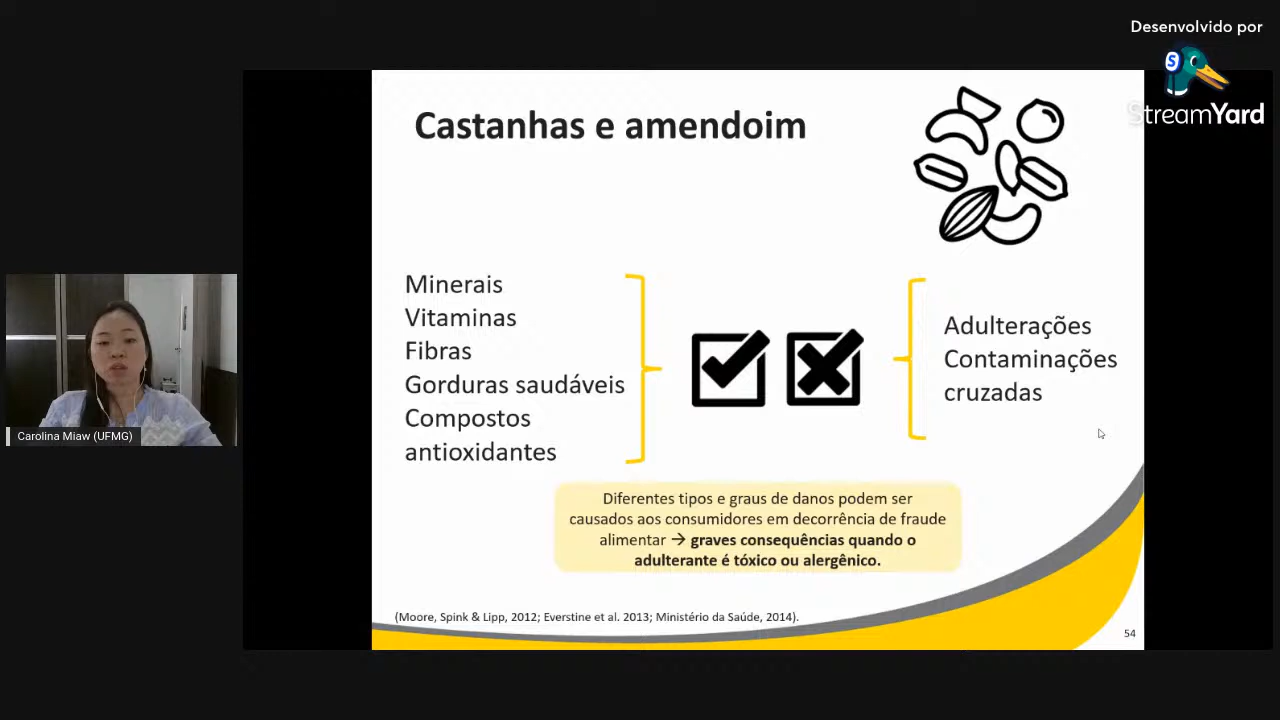 Desenvolvido por
StreamYard
Castanhas e amendoim
Minerais
Vitaminas
Fibras
Gorduras saudáveis
Compostos
antioxidantes
Adulterações
Contaminações
cruzadas
Diferentes tipos e graus de danos podem ser
causados aos consumidores em decorrência de fraude
alimentar → graves consequências quando o
adulterante é tóxico ou alergênico.
(Moore, Spink & Lipp, 2012; Everstine et al. 2013; Ministério da Saúde, 2014).
54
Carolina Miaw (UFMG)